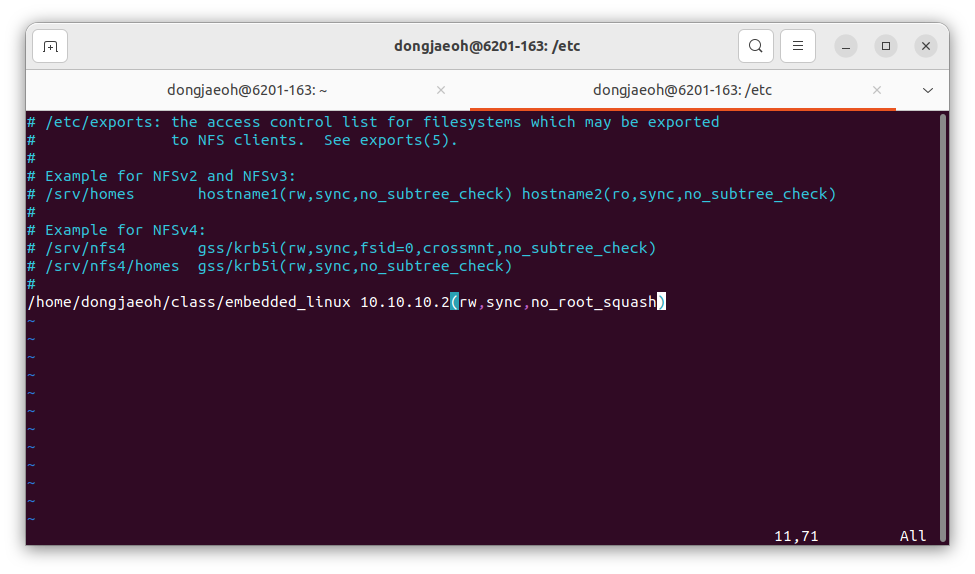 dongjaeoh@6201-163: /etc
dongjaeoh@6201-163: ~
dongjaeoh@6201-163: /etc
# /etc/exports: the access control list for filesystems which may be exported
#               to NFS clients.  See exports(5).
#
# Example for NFSv2 and NFSv3:
# /srv/homes       hostname1(rw,sync,no_subtree_check) hostname2(ro,sync,no_subtree_check)
#
# Example for NFSv4:
# /srv/nfs4        gss/krb5i(rw,sync,fsid=0,crossmnt,no_subtree_check)
# /srv/nfs4/homes  gss/krb5i(rw,sync,no_subtree_check)
#
/home/dongjaeoh/class/embedded_linux 10.10.10.2(rw,sync,no_root_squash)
~
~
~
~
~
~
~
~
~
~
~
~
11,71         All